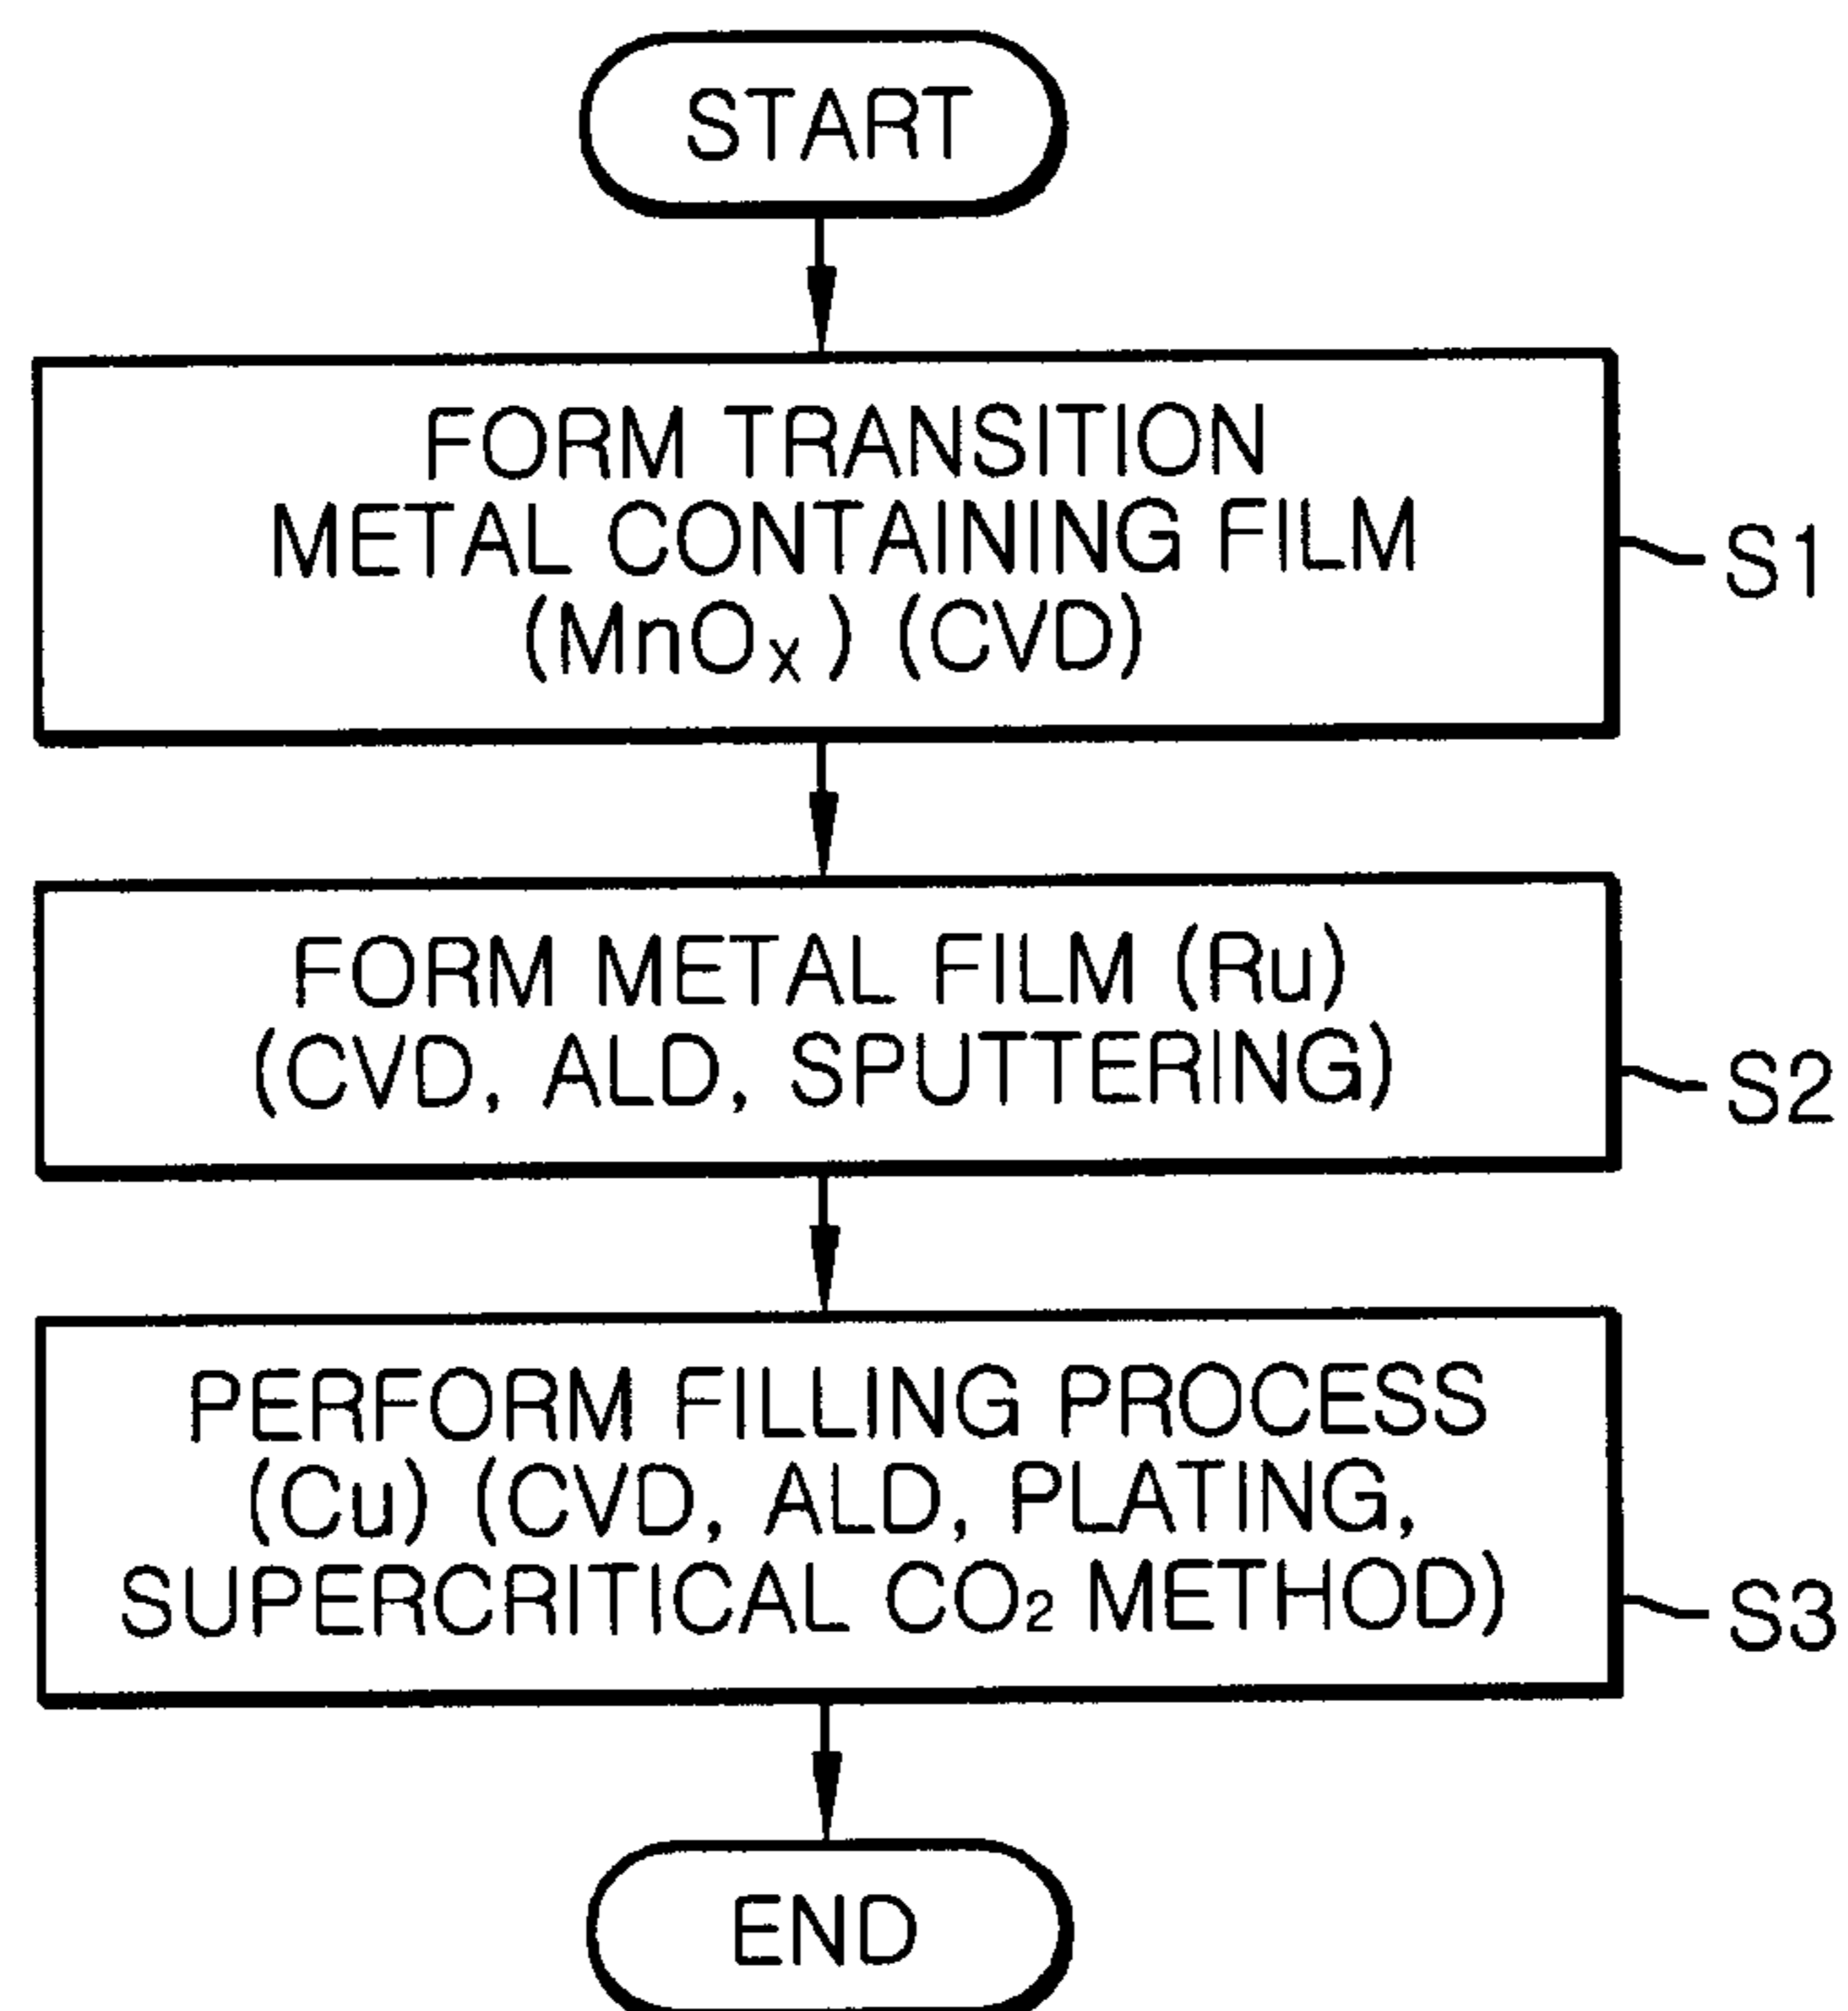 START
FORM TRANSITION
METAL CONTAINING FILM
(MnOₓ) (CVD)
S1
FORM METAL FILM (Ru)
(CVD, ALD, SPUTTERING)
S2
PERFORM FILLING PROCESS
(Cu) (CVD, ALD, PLATING,
SUPERCRITICAL CO₂ METHOD)
S3
END